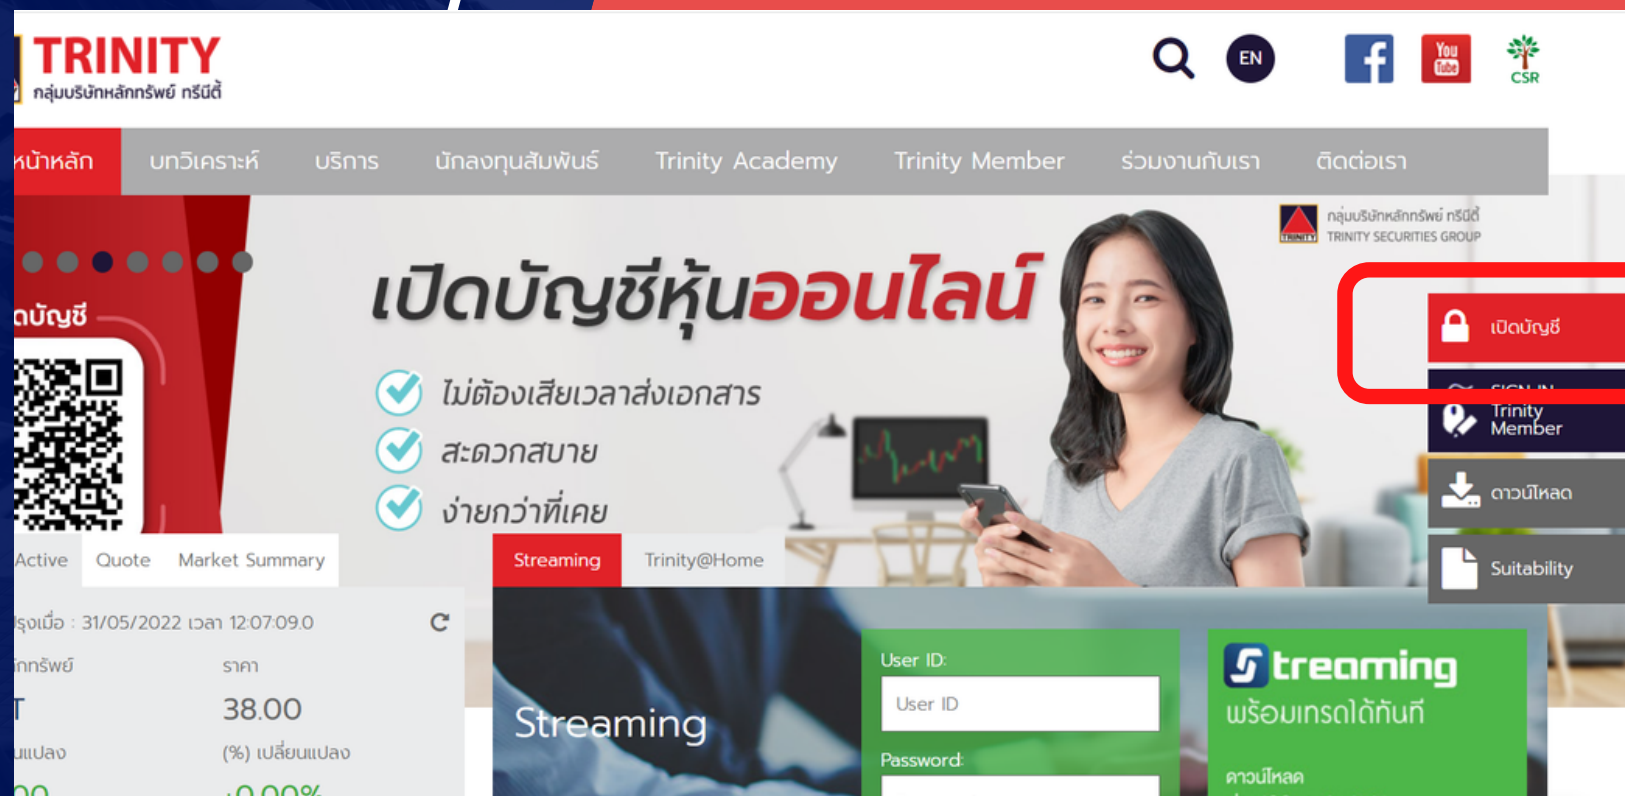 TRINITY
กลุ่มบริษัทหลักทรัพย์ ทรีนีตี้
EN
f
You
Tube
CSR
หน้าหลัก
บทวิเคราะห์
บริการ
นักลงทุนสัมพันธ์
Trinity Academy
Trinity Member
ร่วมงานกับเรา
ติดต่อเรา
TRINITY
กลุ่มบริษัทหลักทรัพย์ ทรีนีตี้
TRINITY SECURITIES GROUP
เปิดบัญชีหุ้นออนไลน์
ไม่ต้องเสียเวลาส่งเอกสาร
สะดวกสบาย
ง่ายกว่าที่เคย
บัญชี
เปิดบัญชี
SIGN IN
Trinity
Member
ดาวน์โหลด
Suitability
Active
Quote
Market Summary
Streaming
Trinity@Home
31/05/2022 เวลา 12:07:09.0
ราคา
38.00
(%) เปลี่ยนแปลง
0.00%
Streaming
User ID:
User ID
Password:
Streaming
พร้อมเทรดได้ทันที
ดาวน์โหลด